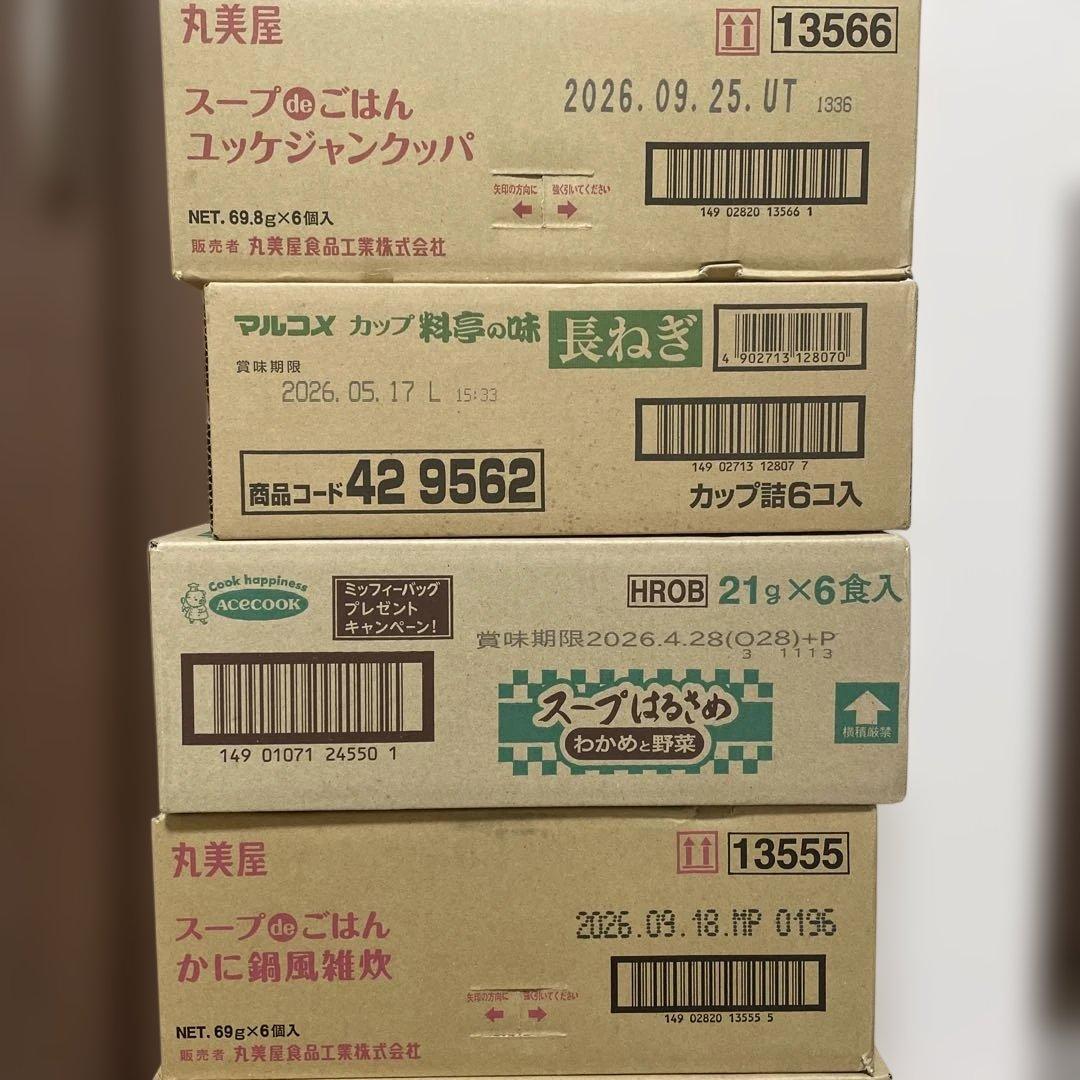 丸美屋
13566
スープdeごはん
ユッケジャンクッパ
2026.09.25.UT 1336
矢印の方向に 強く引いてください
149 02820 13566 1
NET. 69.8g×6個入
販売者 丸美屋食品工業株式会社
マルコメ カップ 料亭の味 長ねぎ
4 902713 128070
賞味期限
2026.05.17 L 15:33
149 02713 12807 7
商品コード 42 9562
カップ詰6コ入
Cook happiness
ACECOOK
ミッフィーバッグ
プレゼント
キャンペーン!
HROB 21g×6食入
賞味期限2026.4.28(O28)+P
3 1113
スープはるさめ
わかめと野菜
横積厳禁
149 01071 24550 1
丸美屋
13555
スープdeごはん
かに鍋風雑炊
2026.09.18.MP 0196
矢印の方向に 強く引いてください
149 02820 13555 5
NET. 69g×6個入
販売者 丸美屋食品工業株式会社